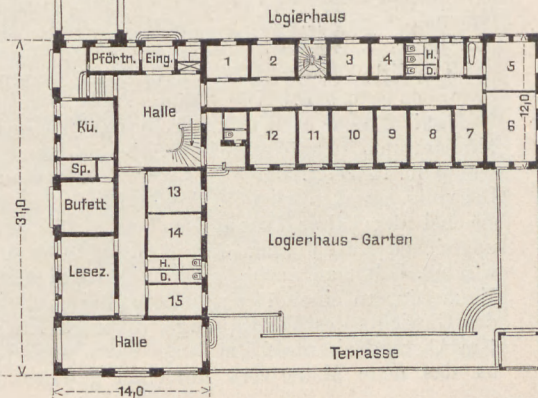 Logierhaus
Pförtn. Eing. 1 2 3 4 H. D. 5
Halle
Kü.
12 11 10 9 8 7 6
12,0
Sp.
Bufett
13
14
31,0
Logierhaus-Garten
Lesez.
H.
D.
15
Halle
Terrasse
14,0